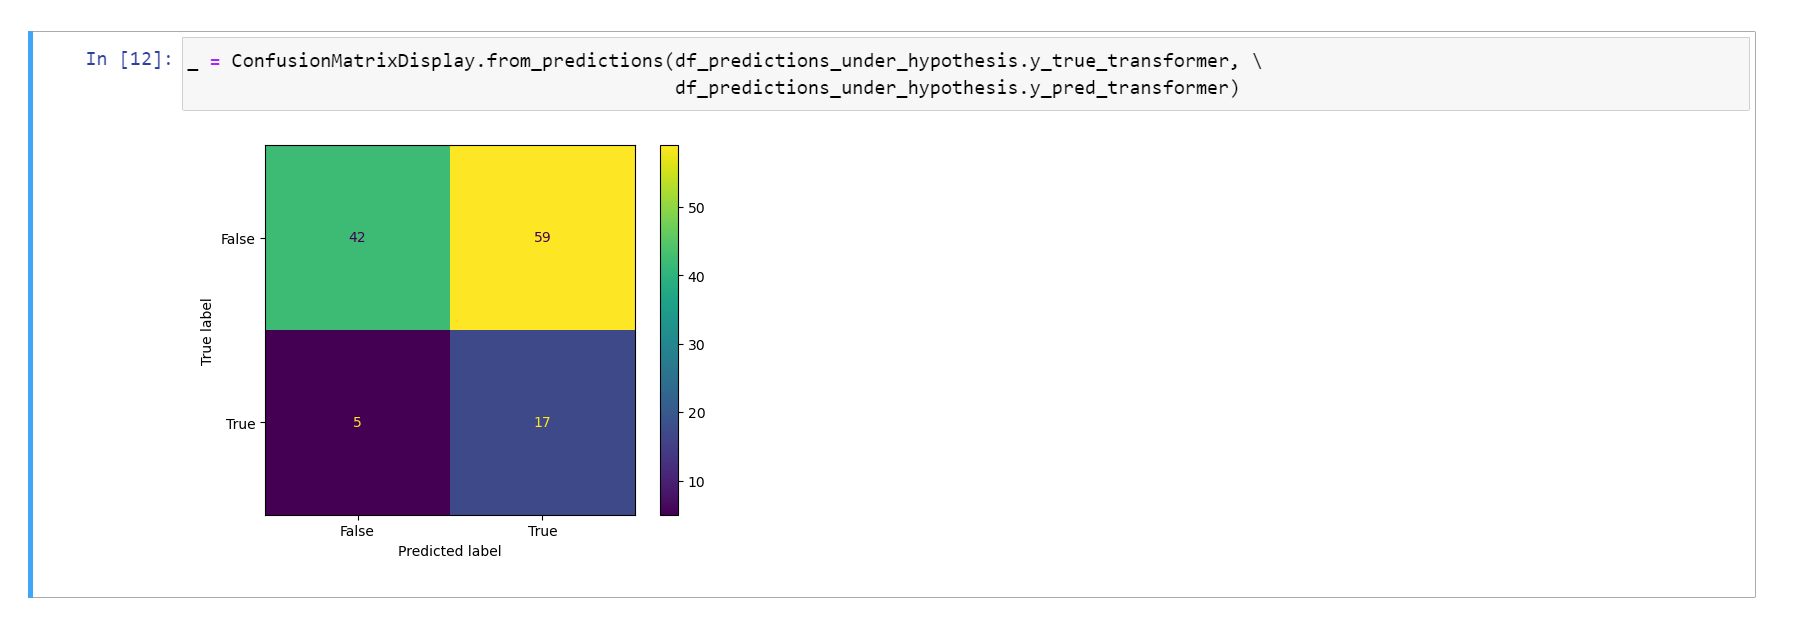 In [12]:
_ = ConfusionMatrixDisplay.from_predictions(df_predictions_under_hypothesis.y_true_transformer, \
df_predictions_under_hypothesis.y_pred_transformer)
False
42
59
True
5
17
False
True
Predicted label
True label
50
40
30
20
10